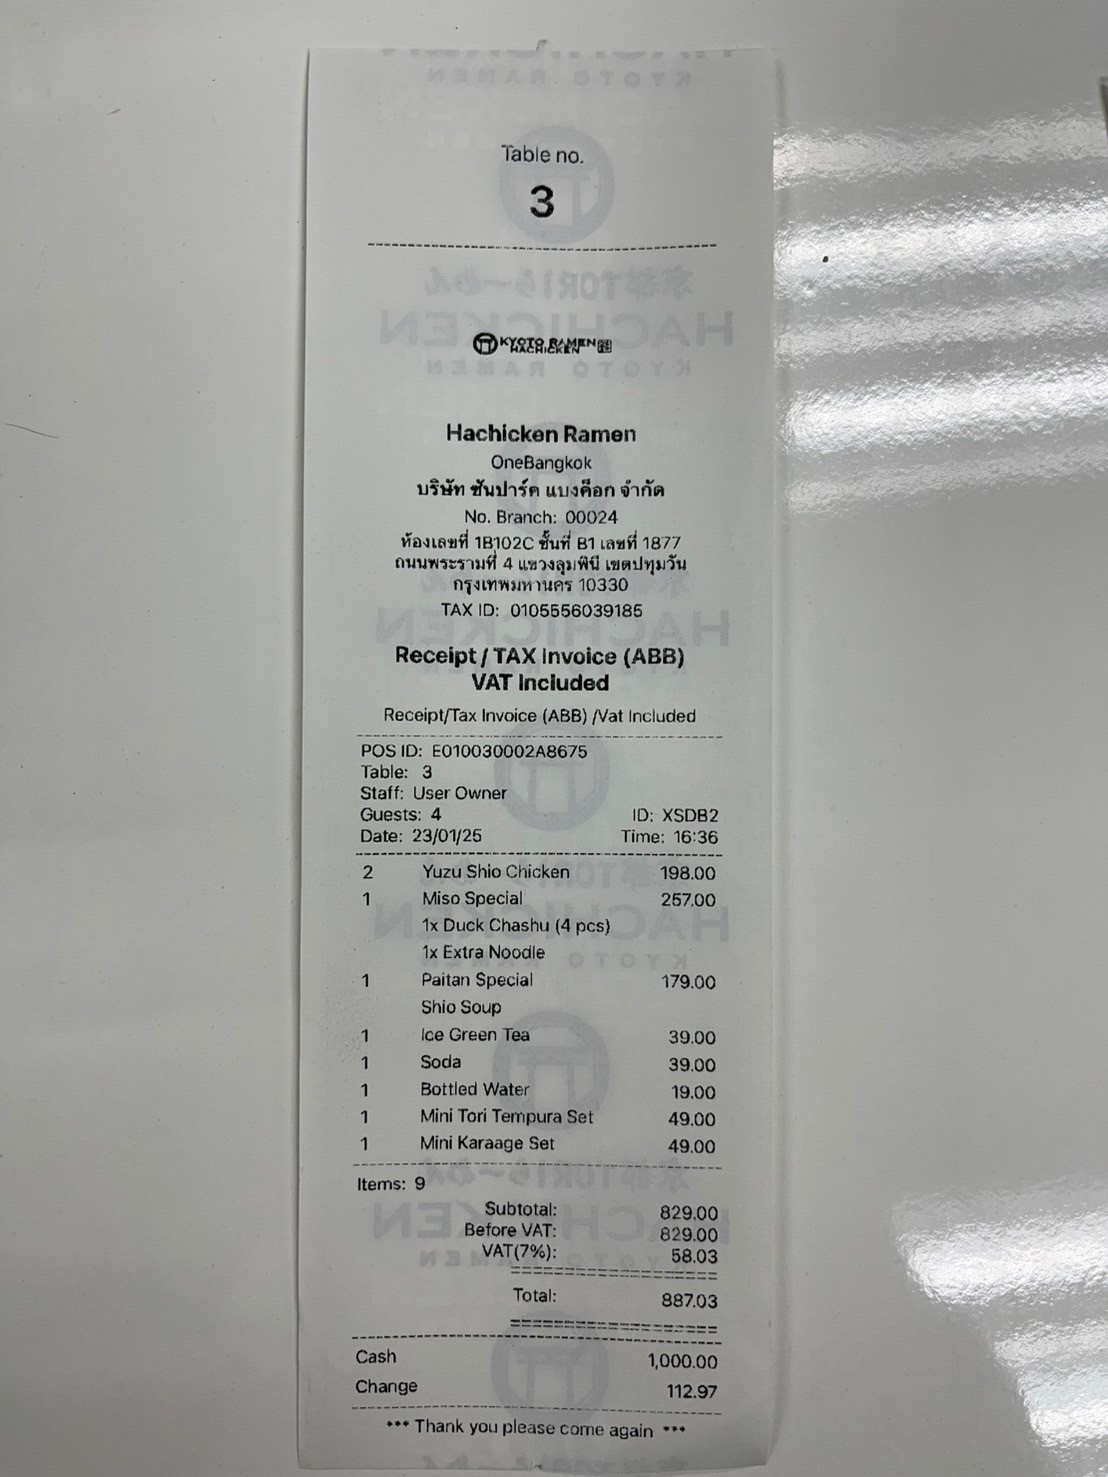 Table no.
3
KYOTO RAMEN
HACHICKEN
Hachicken Ramen
OneBangkok
บริษัท ซันปาร์ค แบงค็อก จำกัด
No. Branch: 00024
ห้องเลขที่ 1B102C ชั้นที่ B1 เลขที่ 1877
ถนนพระรามที่ 4 แขวงลุมพินี เขตปทุมวัน
กรุงเทพมหานคร 10330
TAX ID: 0105556039185
Receipt / TAX Invoice (ABB)
VAT Included
Receipt/Tax Invoice (ABB) /Vat Included
POS ID: E010030002A8675
Table: 3
Staff: User Owner
Guests: 4 ID: XSDB2
Date: 23/01/25 Time: 16:36
2 Yuzu Shio Chicken 198.00
1 Miso Special 257.00
1x Duck Chashu (4 pcs)
1x Extra Noodle
1 Paitan Special 179.00
Shio Soup
1 Ice Green Tea 39.00
1 Soda 39.00
1 Bottled Water 19.00
1 Mini Tori Tempura Set 49.00
1 Mini Karaage Set 49.00
Items: 9
Subtotal: 829.00
Before VAT: 829.00
VAT(7%): 58.03
Total: 887.03
Cash 1,000.00
Change 112.97
*** Thank you please come again ***